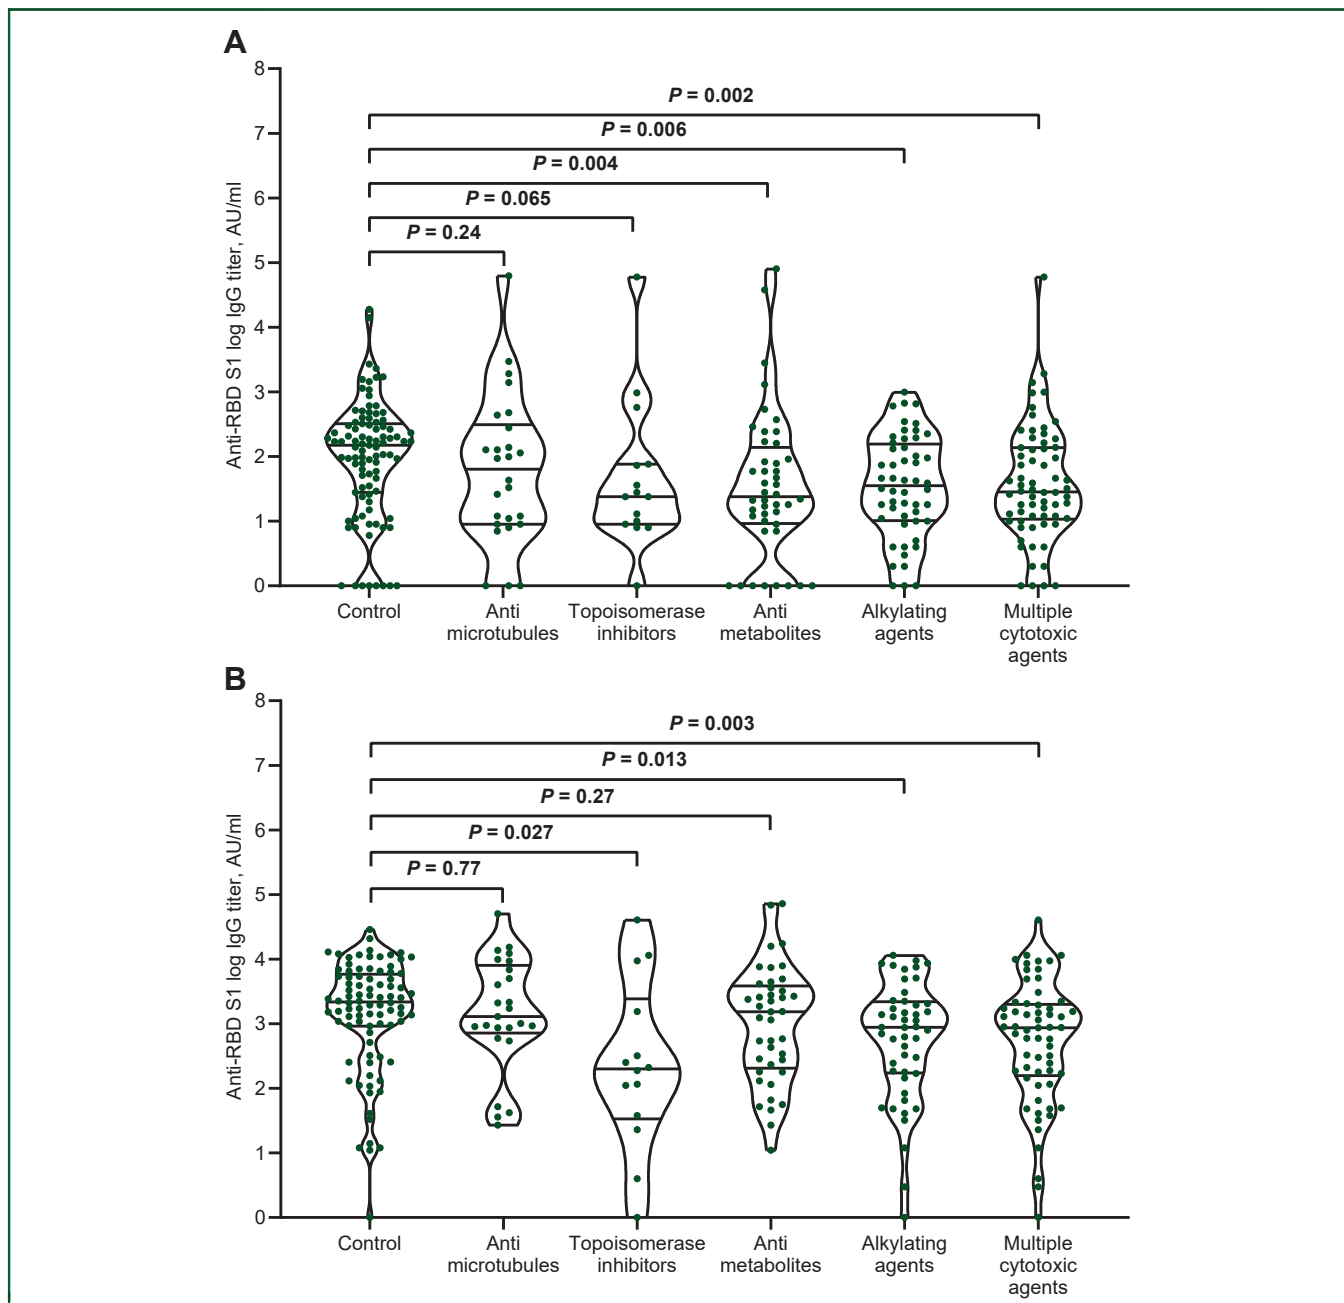 A
8
P = 0.002
7
P = 0.006
P = 0.004
6
P = 0.065
P = 0.24
5
4
3
2
1
0
Anti-RBD S1 log IgG titer, AU/ml
Control
Anti
microtubules
Topoisomerase
inhibitors
Anti
metabolites
Alkylating
agents
Multiple
cytotoxic
agents
B
8
P = 0.003
7
P = 0.013
P = 0.27
6
P = 0.027
P = 0.77
5
4
3
2
1
0
Anti-RBD S1 log IgG titer, AU/ml
Control
Anti
microtubules
Topoisomerase
inhibitors
Anti
metabolites
Alkylating
agents
Multiple
cytotoxic
agents